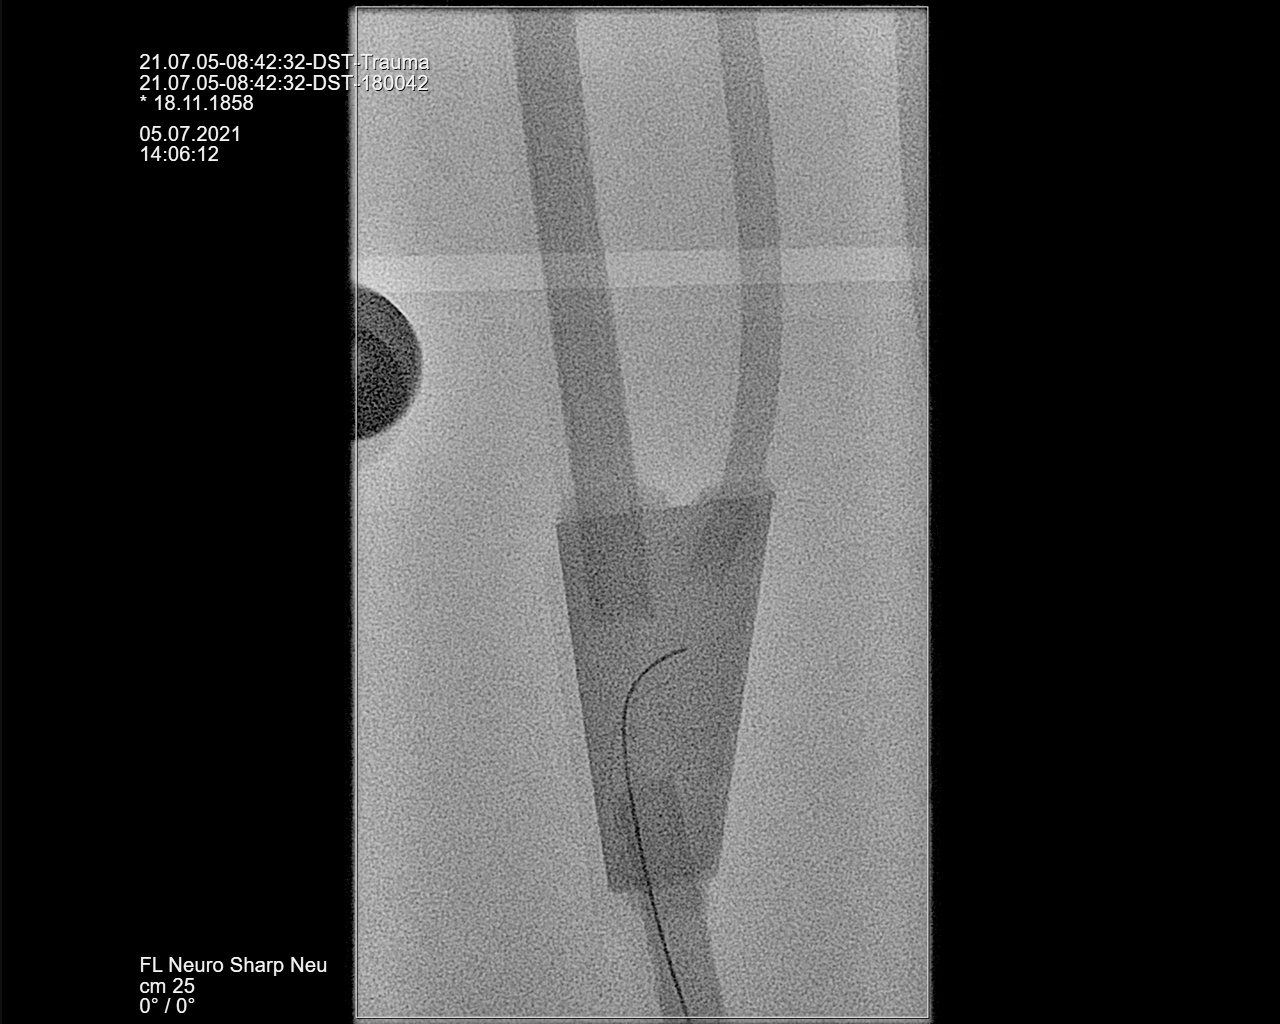 21.07.05-08:42:32-DST-Trauma
21.07.05-08:42:32-DST-180042
* 18.11.1858
05.07.2021
14:06:12
FL Neuro Sharp Neu
cm 25
0° / 0°